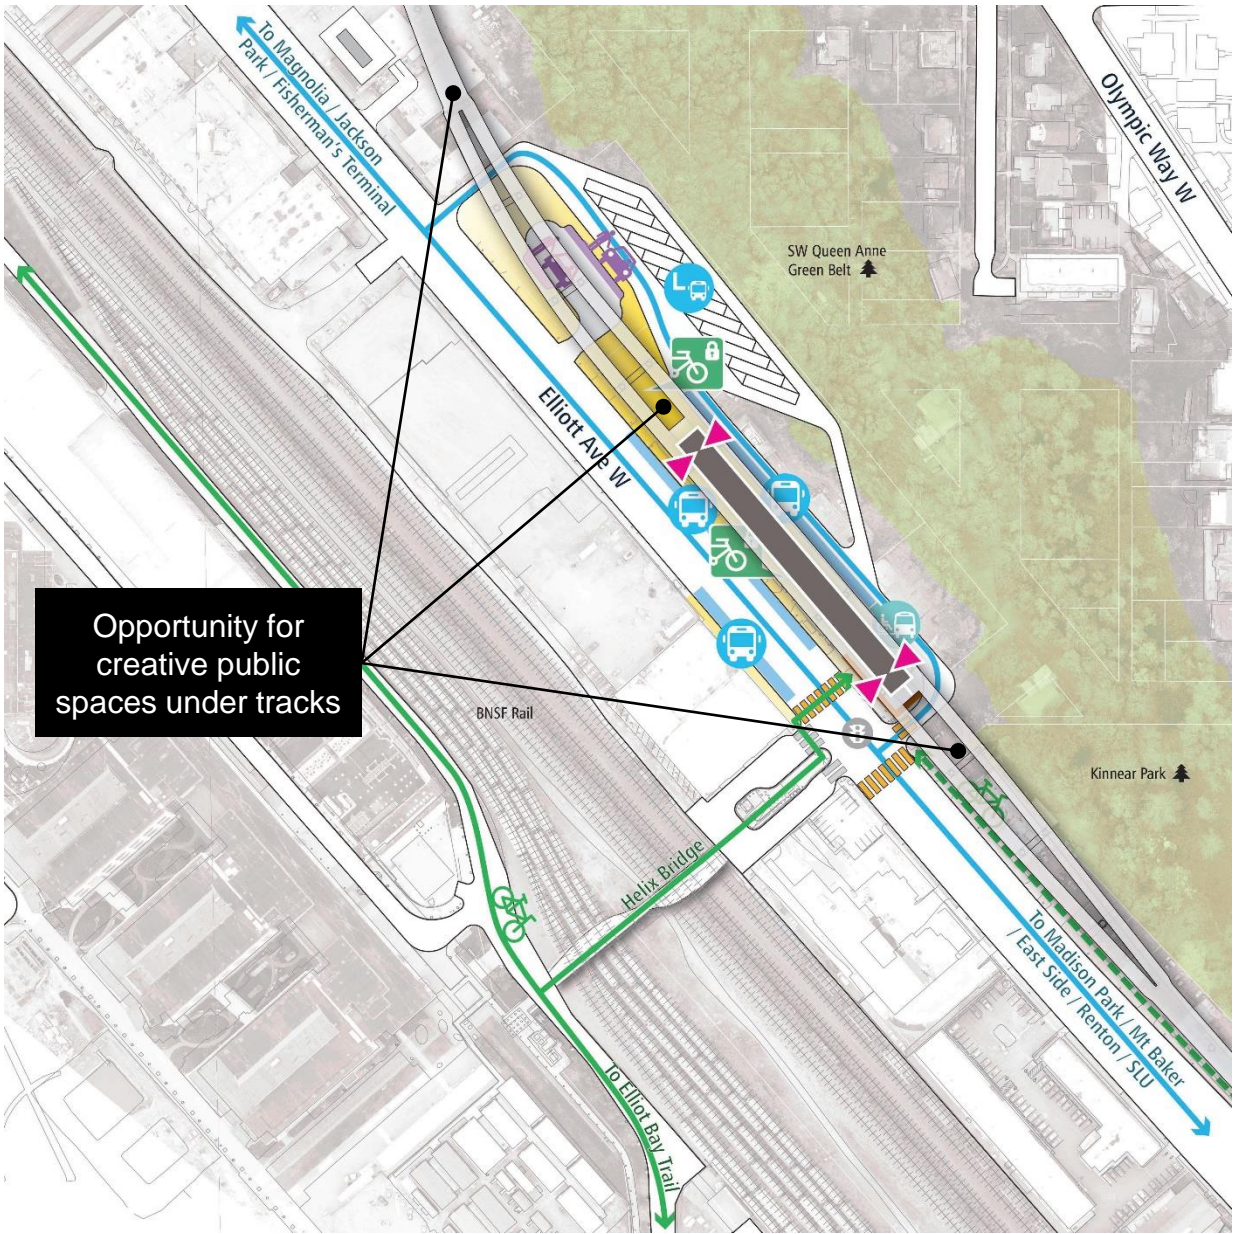 To Magnolia / Jackson
Park / Fisherman's Terminal
Olympic Way W
SW Queen Anne
Green Belt
Elliott Ave W
Opportunity for
creative public
spaces under tracks
BNSF Rail
Kinnear Park
Helix Bridge
To Madison Park / Mt Baker
/ East Side / Renton / SLU
To Elliot Bay Trail
L